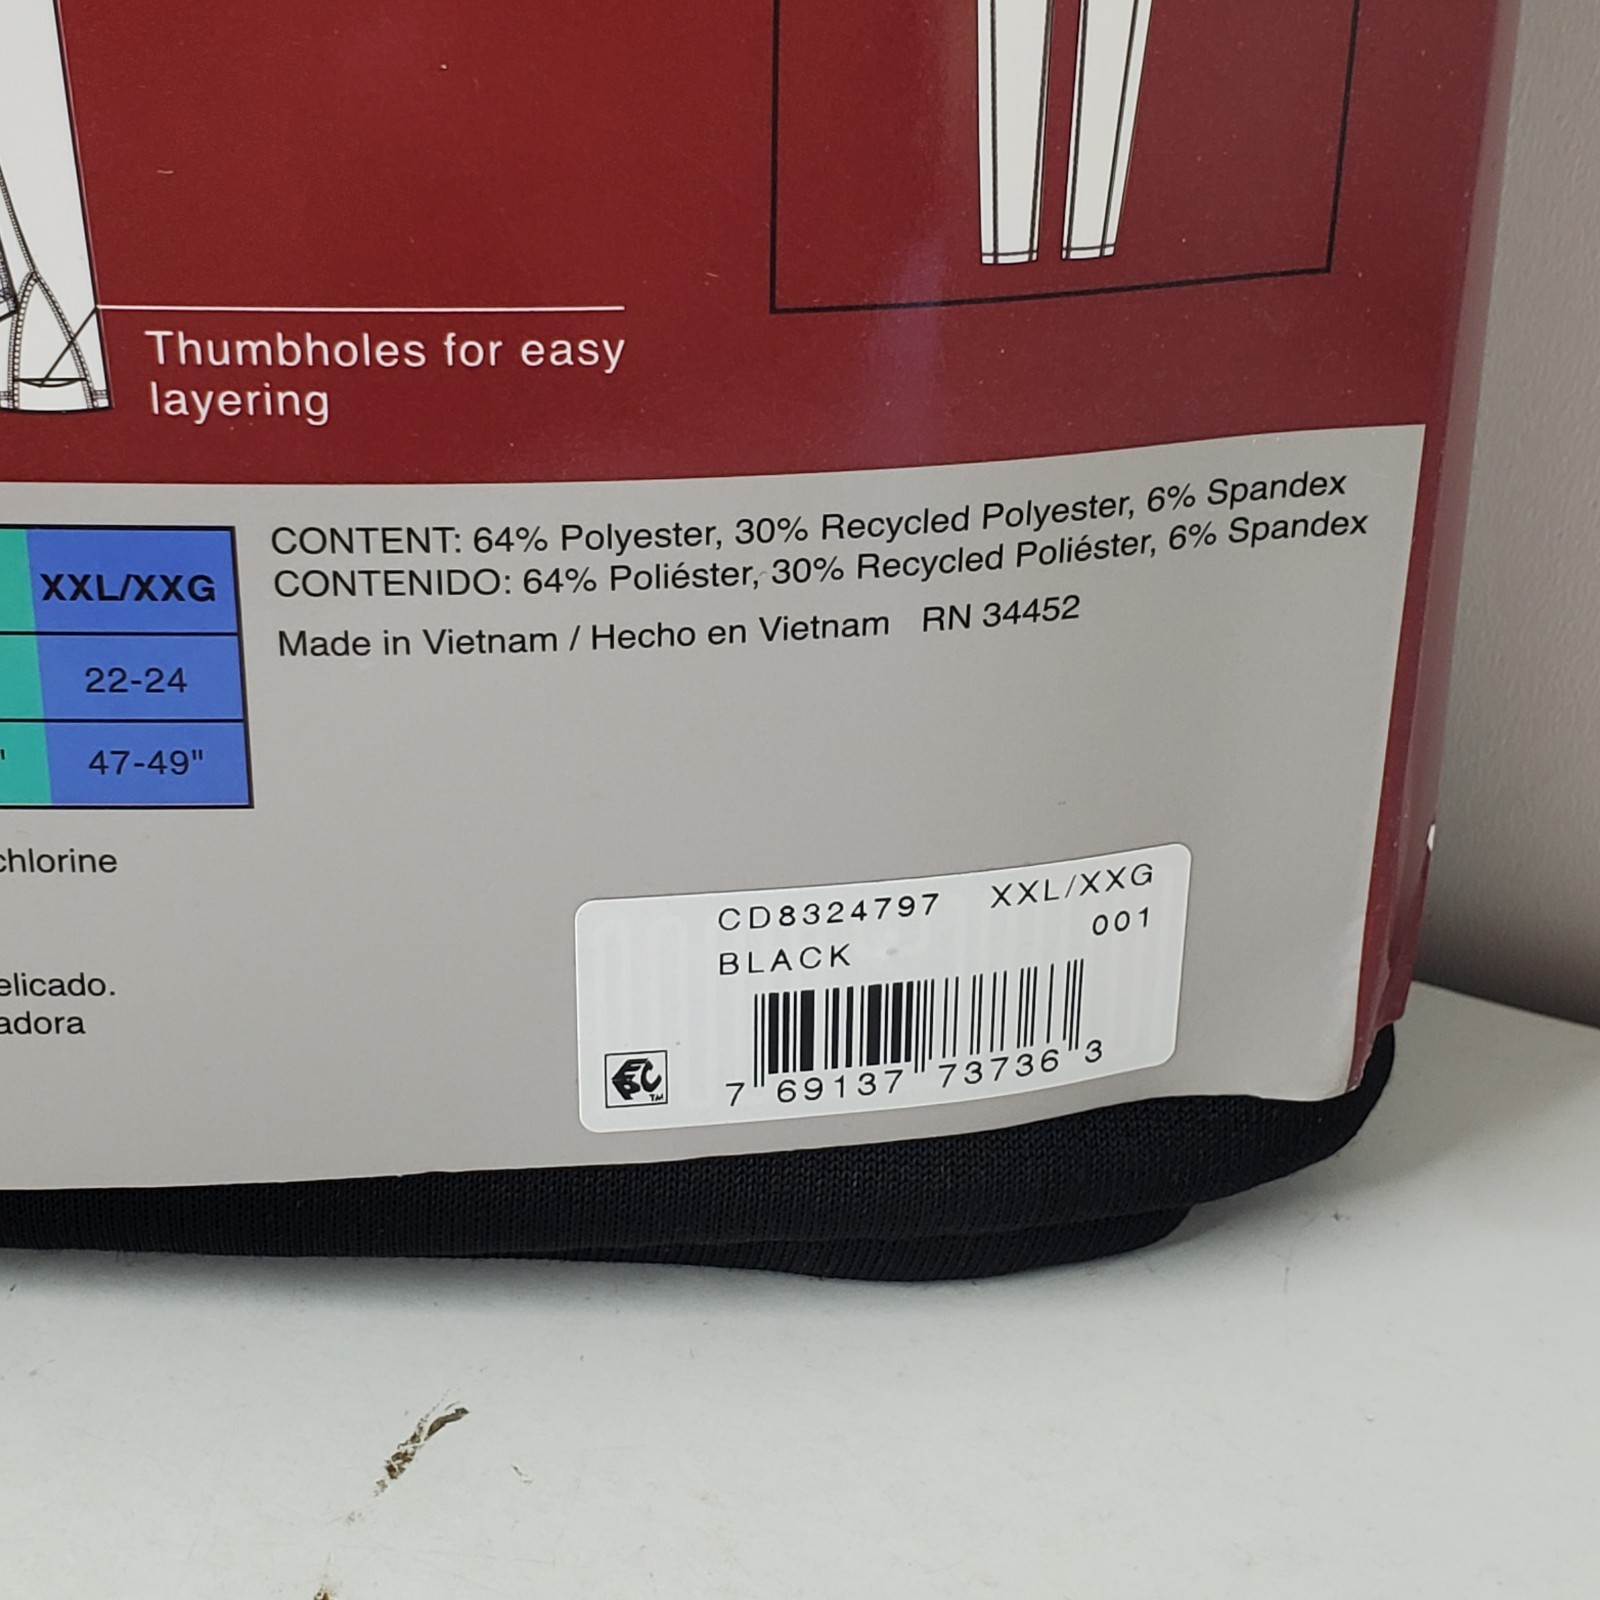 Thumbholes for easy
layering
CONTENT: 64% Polyester, 30% Recycled Polyester, 6% Spandex
CONTENIDO: 64% Poliéster, 30% Recycled Poliéster, 6% Spandex
Made in Vietnam / Hecho en Vietnam RN 34452
XXL/XXG
22-24
47-49"
chlorine
elicado.
adora
CD8324797 XXL/XXG
001
BLACK
7 69137 73736 3